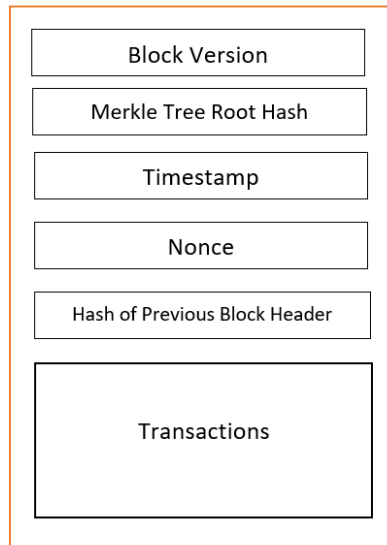 Block Version
Merkle Tree Root Hash
Timestamp
Nonce
Hash of Previous Block Header
Transactions